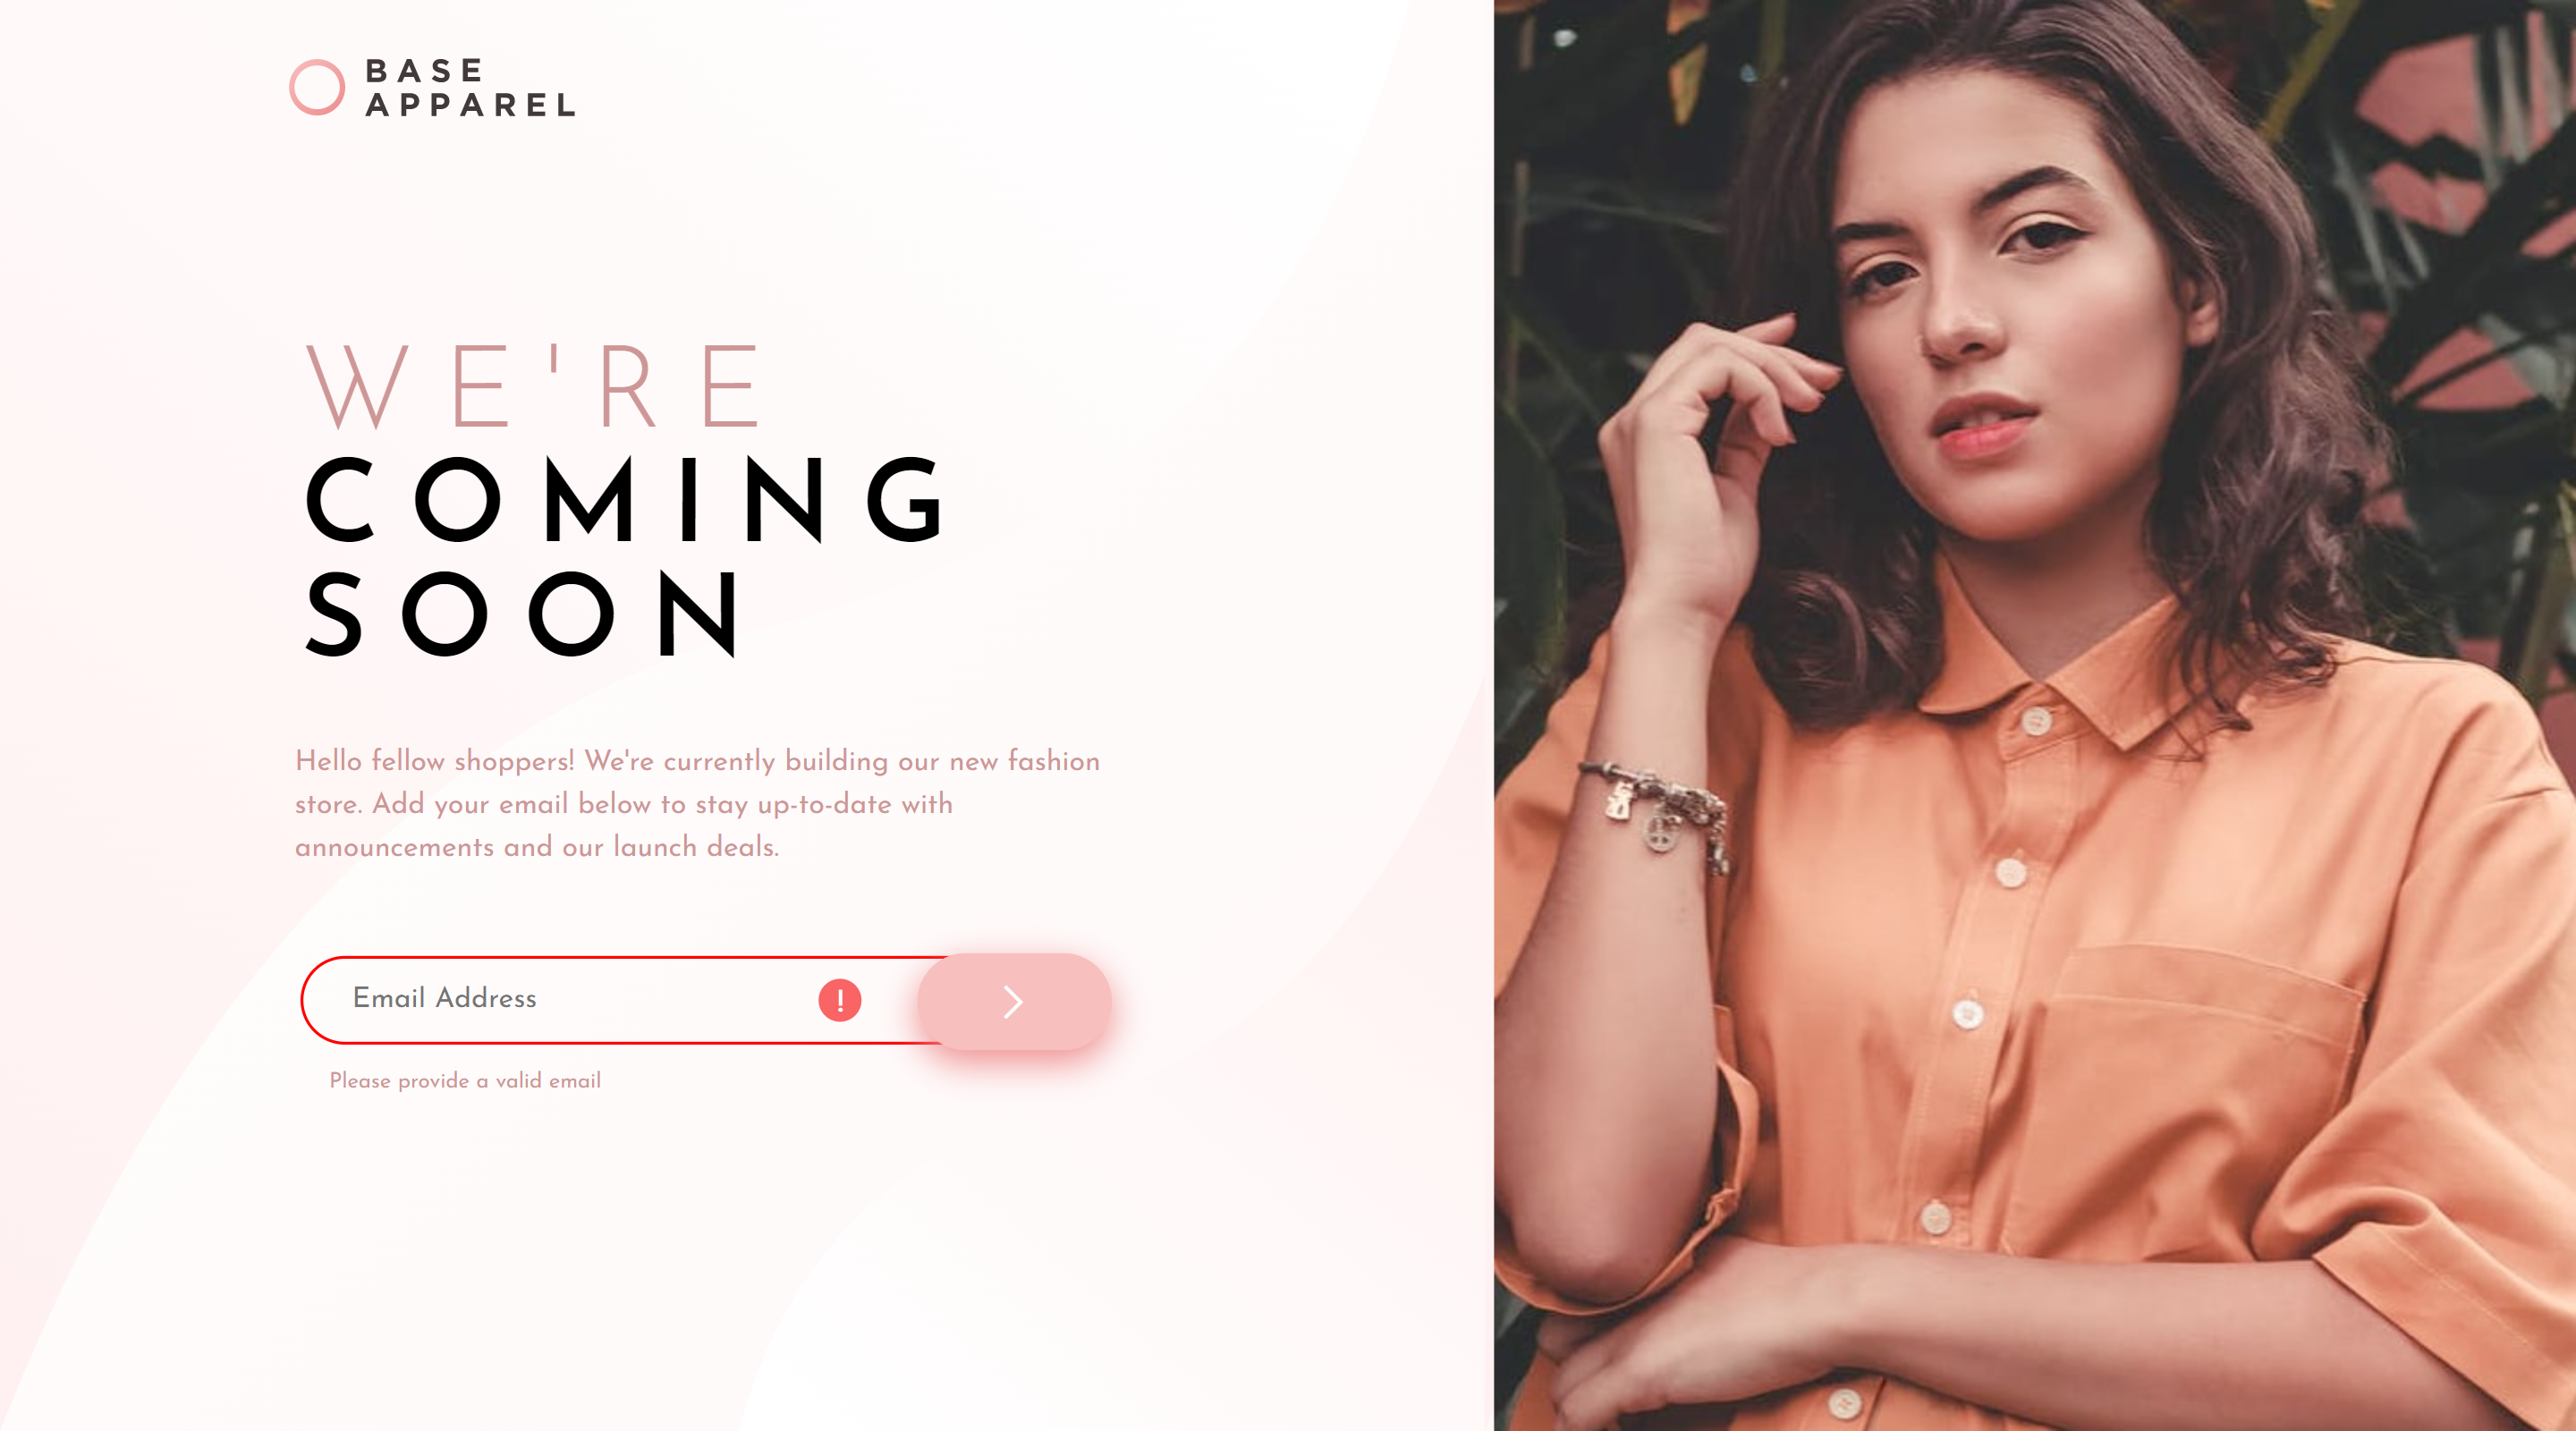 BASE
APPAREL
WE'RE
COMING
SOON
Hello fellow shoppers! We're currently building our new fashion
store. Add your email below to stay up-to-date with
announcements and our launch deals.
Email Address
!
Please provide a valid email